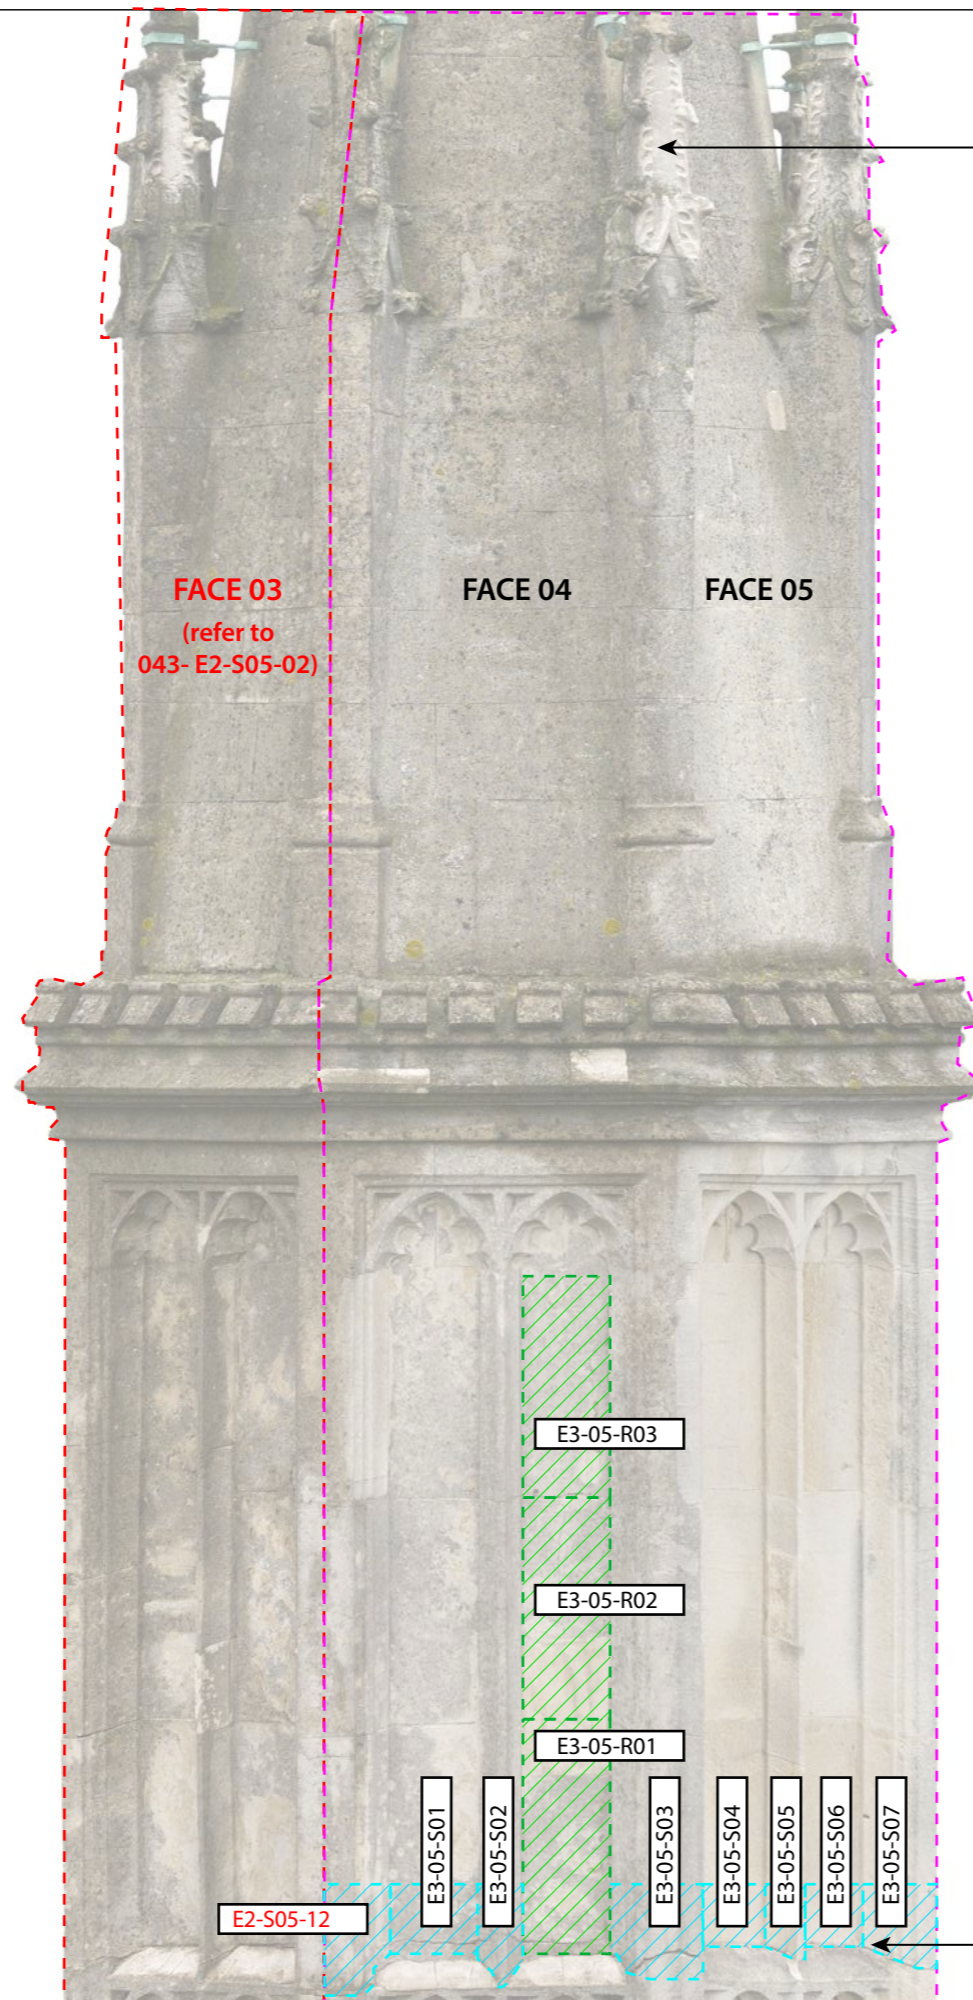 FACE 03
(refer to
043- E2-S05-02)
FACE 04
FACE 05
E3-05-R03
E3-05-R02
E3-05-R01
E3-05-S01
E3-05-S02
E3-05-S03
E3-05-S04
E3-05-S05
E3-05-S06
E3-05-S07
E2-S05-12